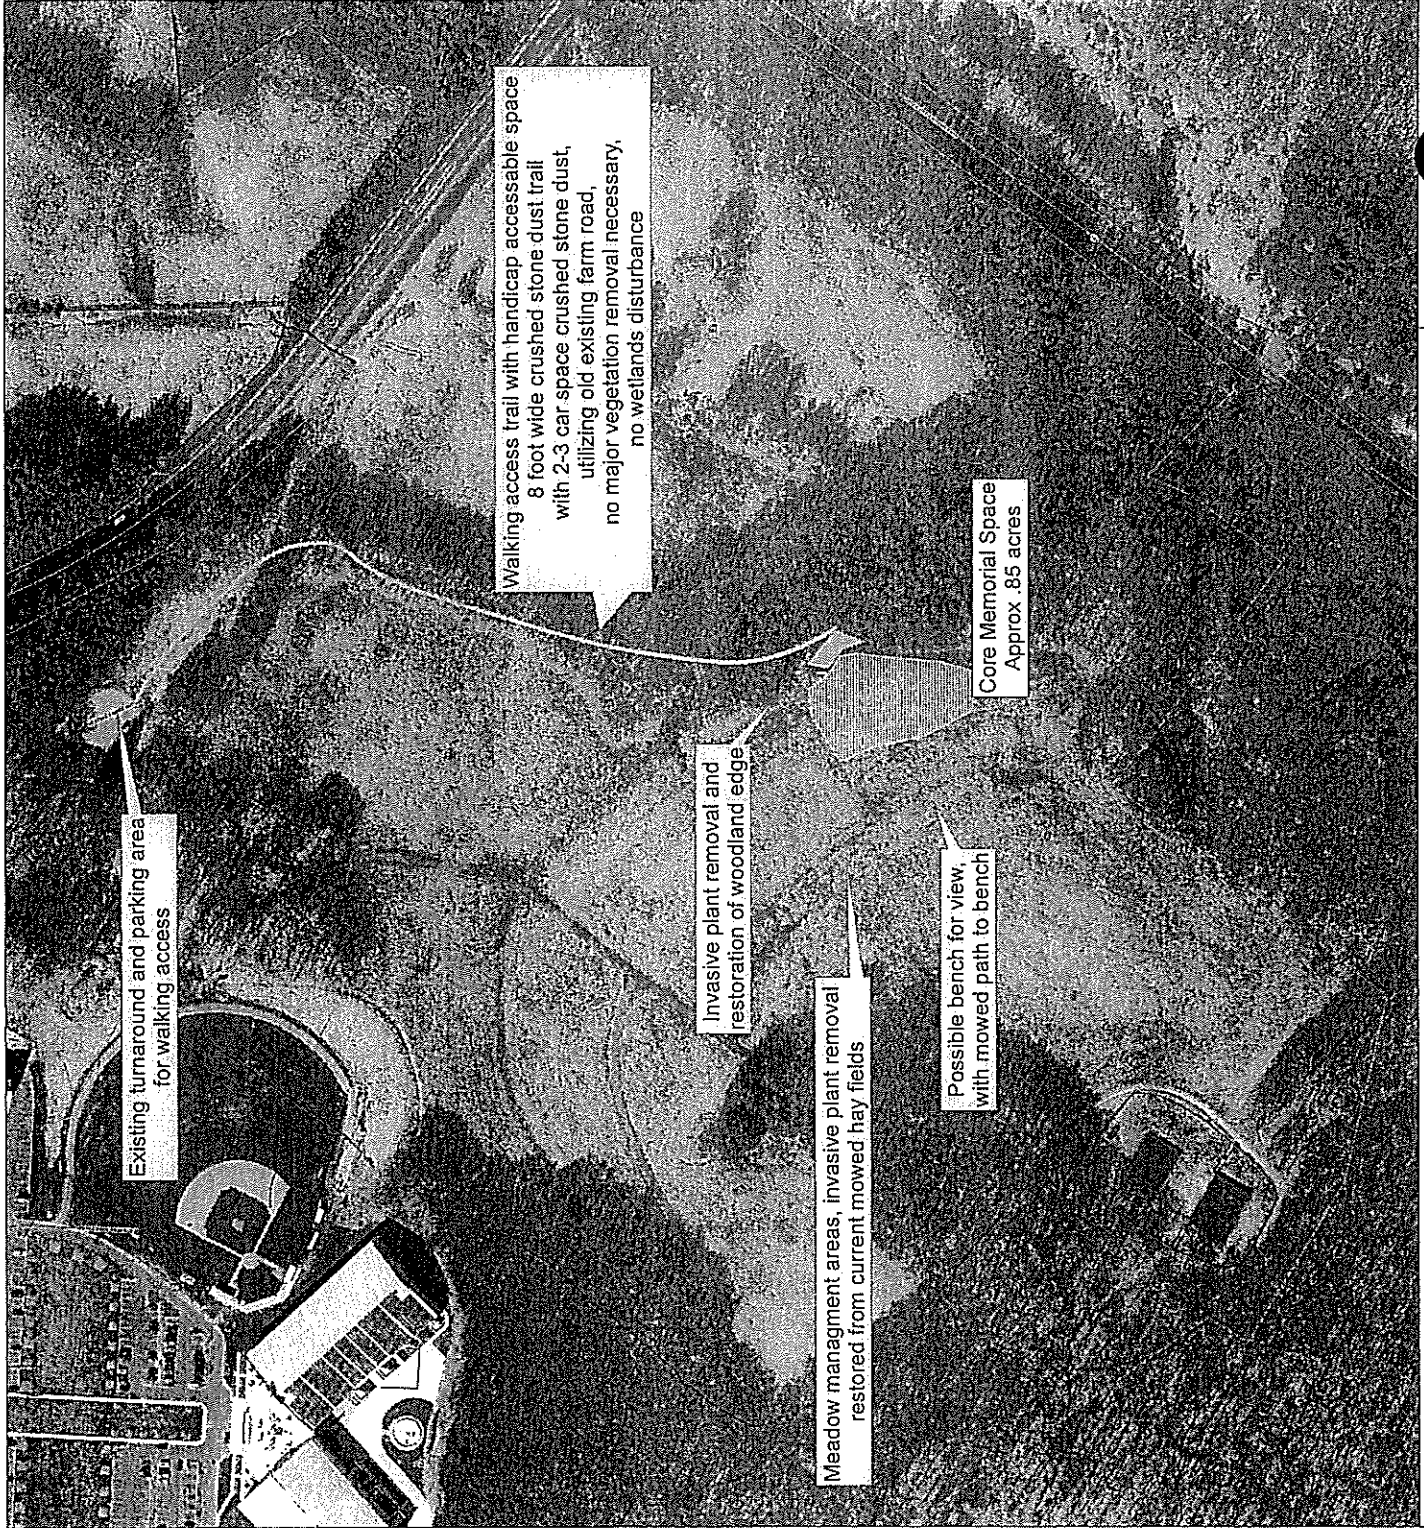 Existing turnaround and parking area
for walking access
Walking access trail with handicap accessable space
8 foot wide crushed stone dust trail
with 2-3 car space crushed stone dust,
utilizing old existing farm road,
no major vegetation removal necessary,
no wetlands disturbance
Invasive plant removal and
restoration of woodland edge
Meadow managment areas, invasive plant removal
restored from current mowed hay fields
Possible bench for view,
with mowed path to bench
Core Memorial Space
Approx .85 acres